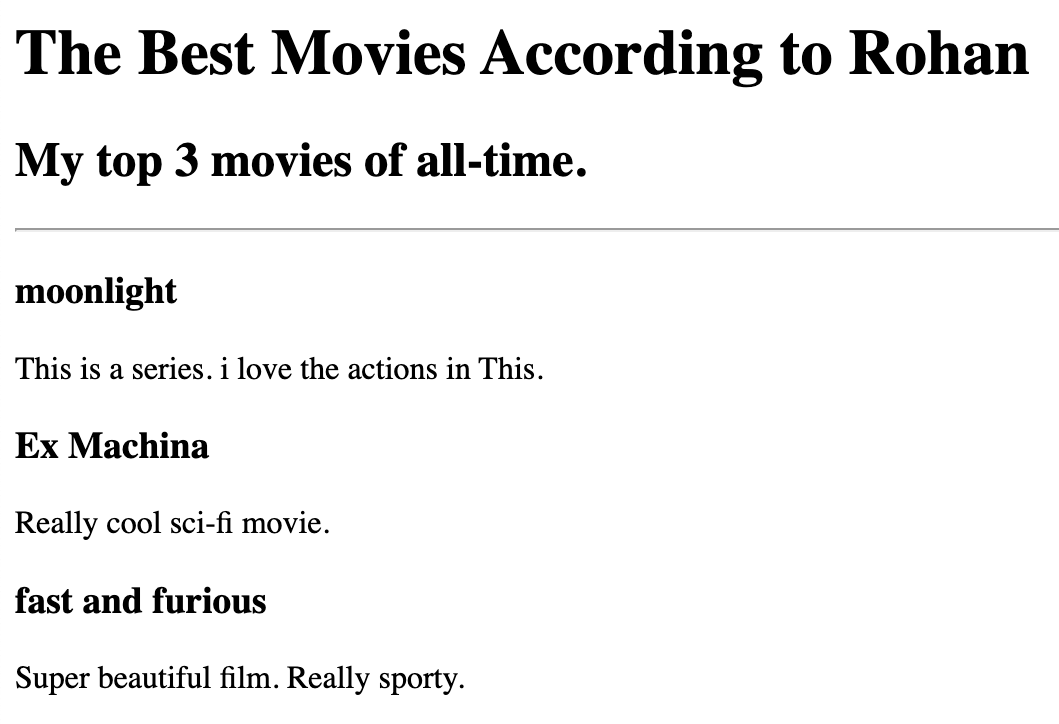 The Best Movies According to Rohan
My top 3 movies of all-time.
moonlight
This is a series. i love the actions in This.
Ex Machina
Really cool sci-fi movie.
fast and furious
Super beautiful film. Really sporty.